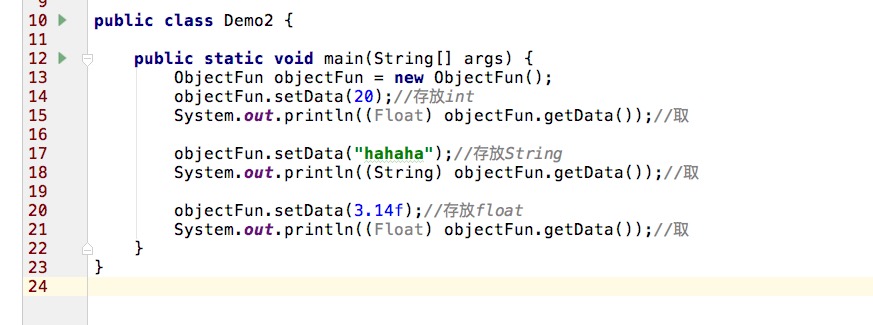 9
10 public class Demo2 {
11
12 public static void main(String[] args) {
13 ObjectFun objectFun = new ObjectFun();
14 objectFun.setData(20);//存放int
15 System.out.println((Float) objectFun.getData());//取
16
17 objectFun.setData("hahaha");//存放String
18 System.out.println((String) objectFun.getData());//取
19
20 objectFun.setData(3.14f);//存放float
21 System.out.println((Float) objectFun.getData());//取
22 }
23 }
24